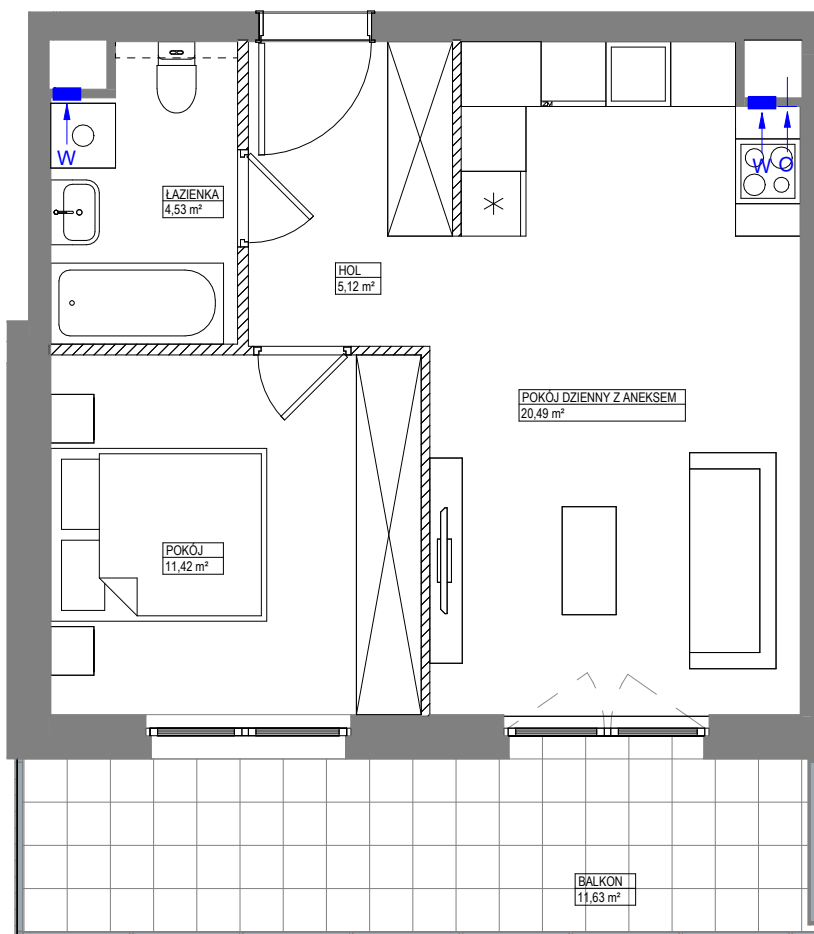 W
W O
ŁAZIENKA
4,53 m²
HOL
5,12 m²
POKÓJ DZIENNY Z ANEKSEM
20,49 m²
POKÓJ
11,42 m²
BALKON
11,63 m²